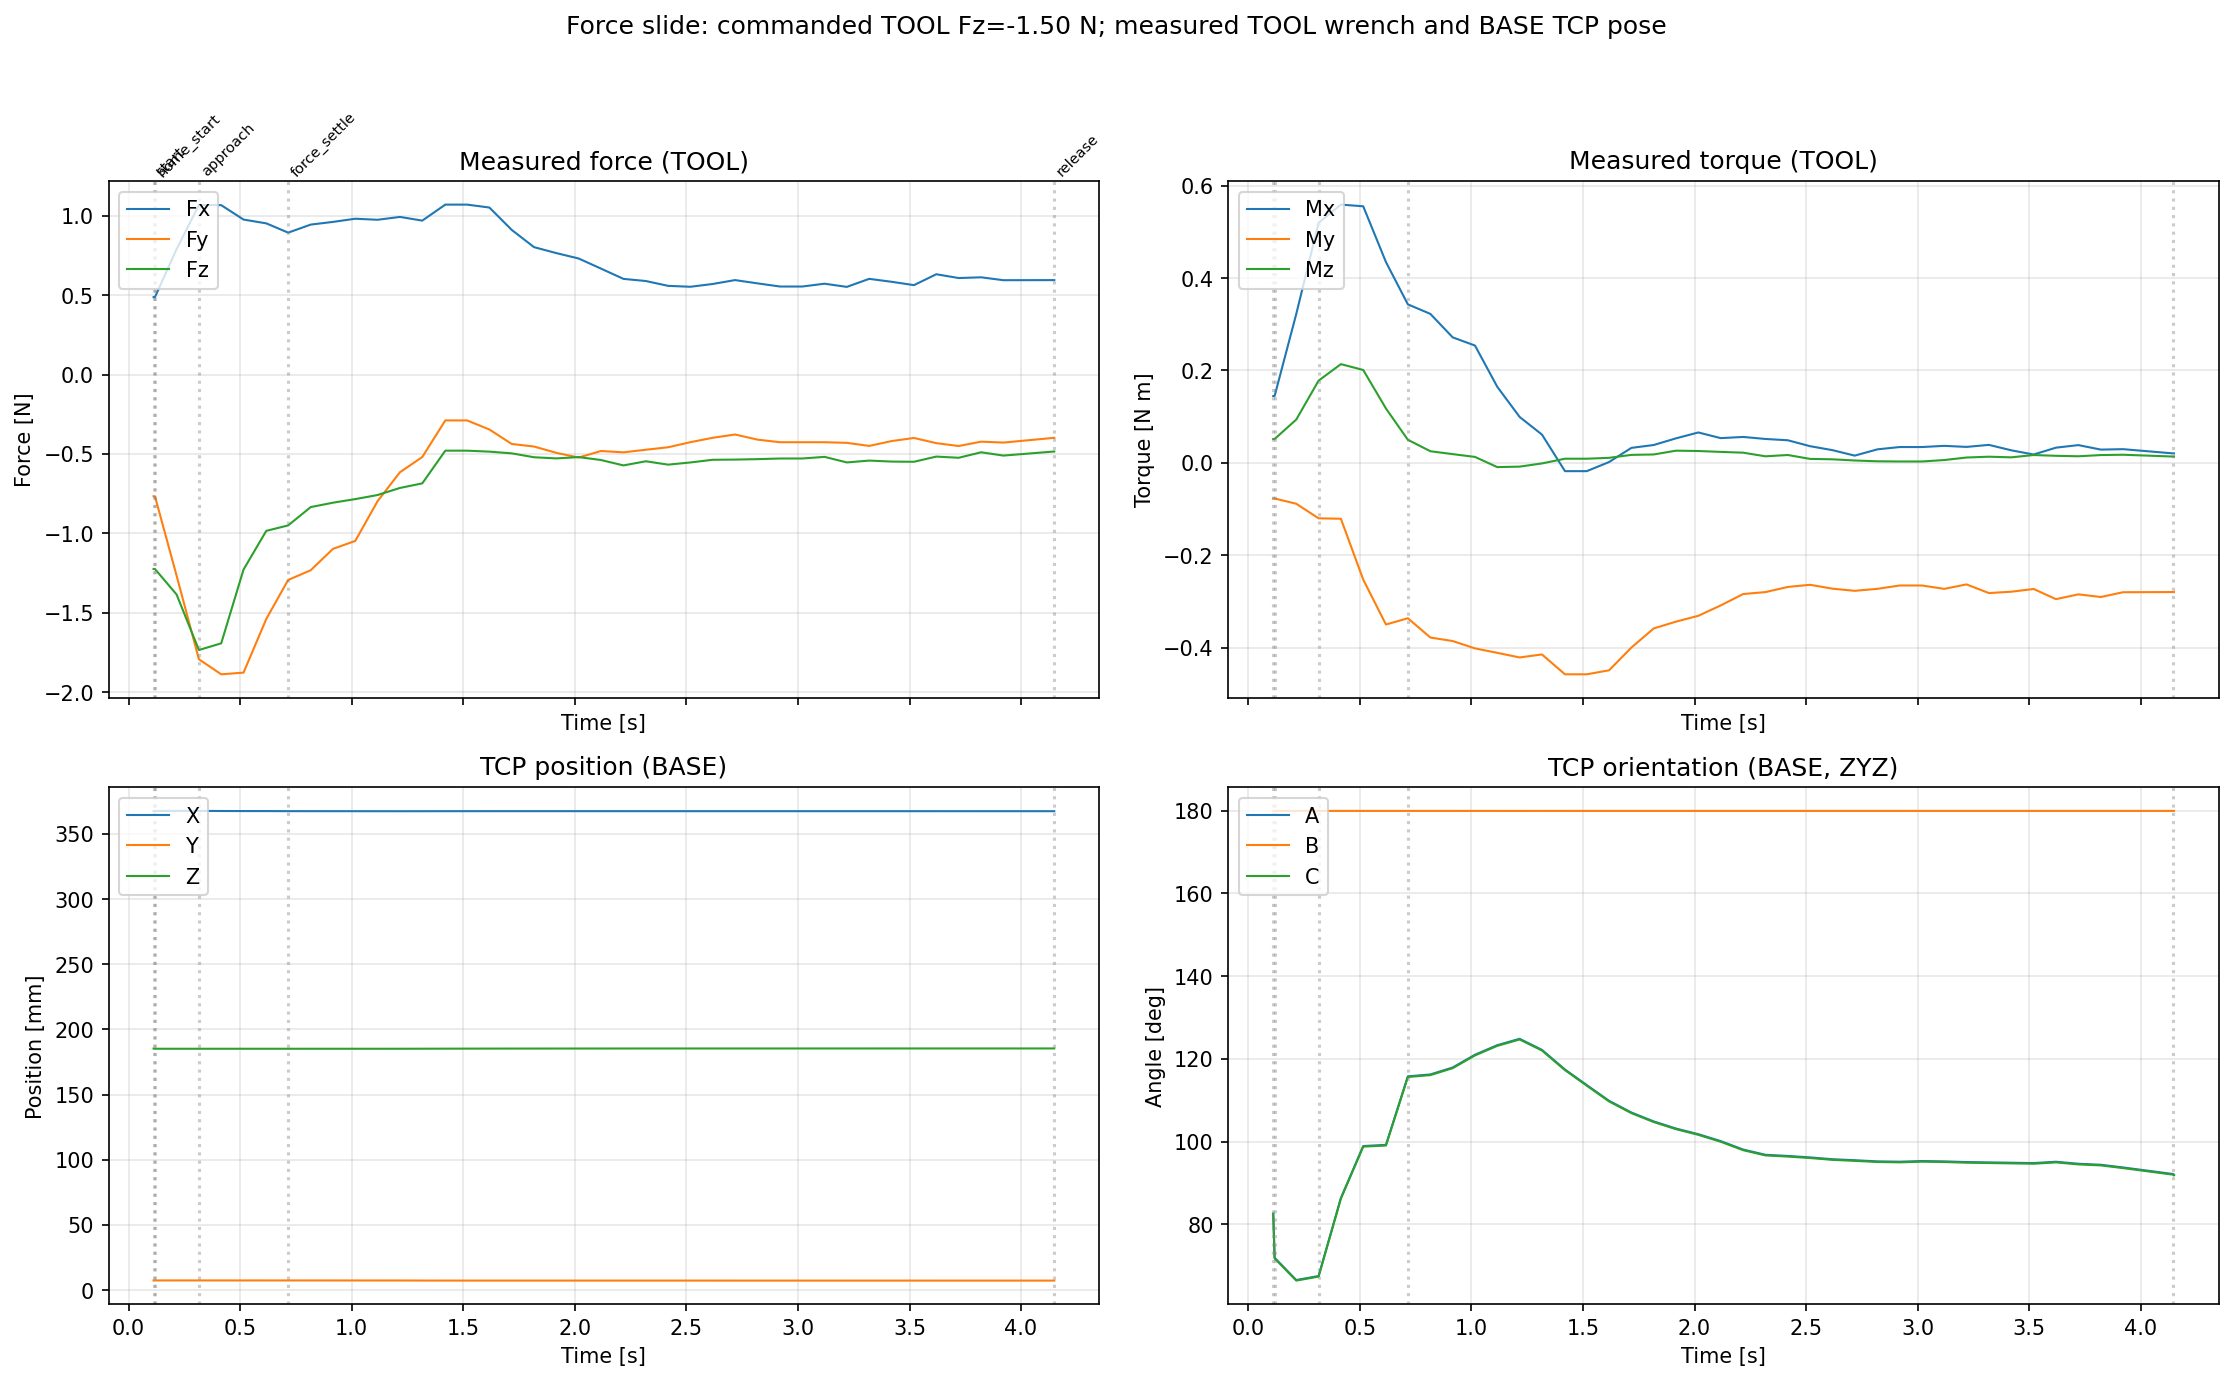 Force slide: commanded TOOL Fz=-1.50 N; measured TOOL wrench and BASE TCP pose
home_start
approach
force_settle
release
Measured force (TOOL)
Fx
Fy
Fz
1.0
0.5
0.0
−0.5
−1.0
−1.5
−2.0
Force [N]
Time [s]
Measured torque (TOOL)
Mx
My
Mz
0.6
0.4
0.2
0.0
−0.2
−0.4
Torque [N m]
Time [s]
TCP position (BASE)
X
Y
Z
350
300
250
200
150
100
50
0
Position [mm]
0.0 0.5 1.0 1.5 2.0 2.5 3.0 3.5 4.0
Time [s]
TCP orientation (BASE, ZYZ)
A
B
C
180
160
140
120
100
80
Angle [deg]
0.0 0.5 1.0 1.5 2.0 2.5 3.0 3.5 4.0
Time [s]